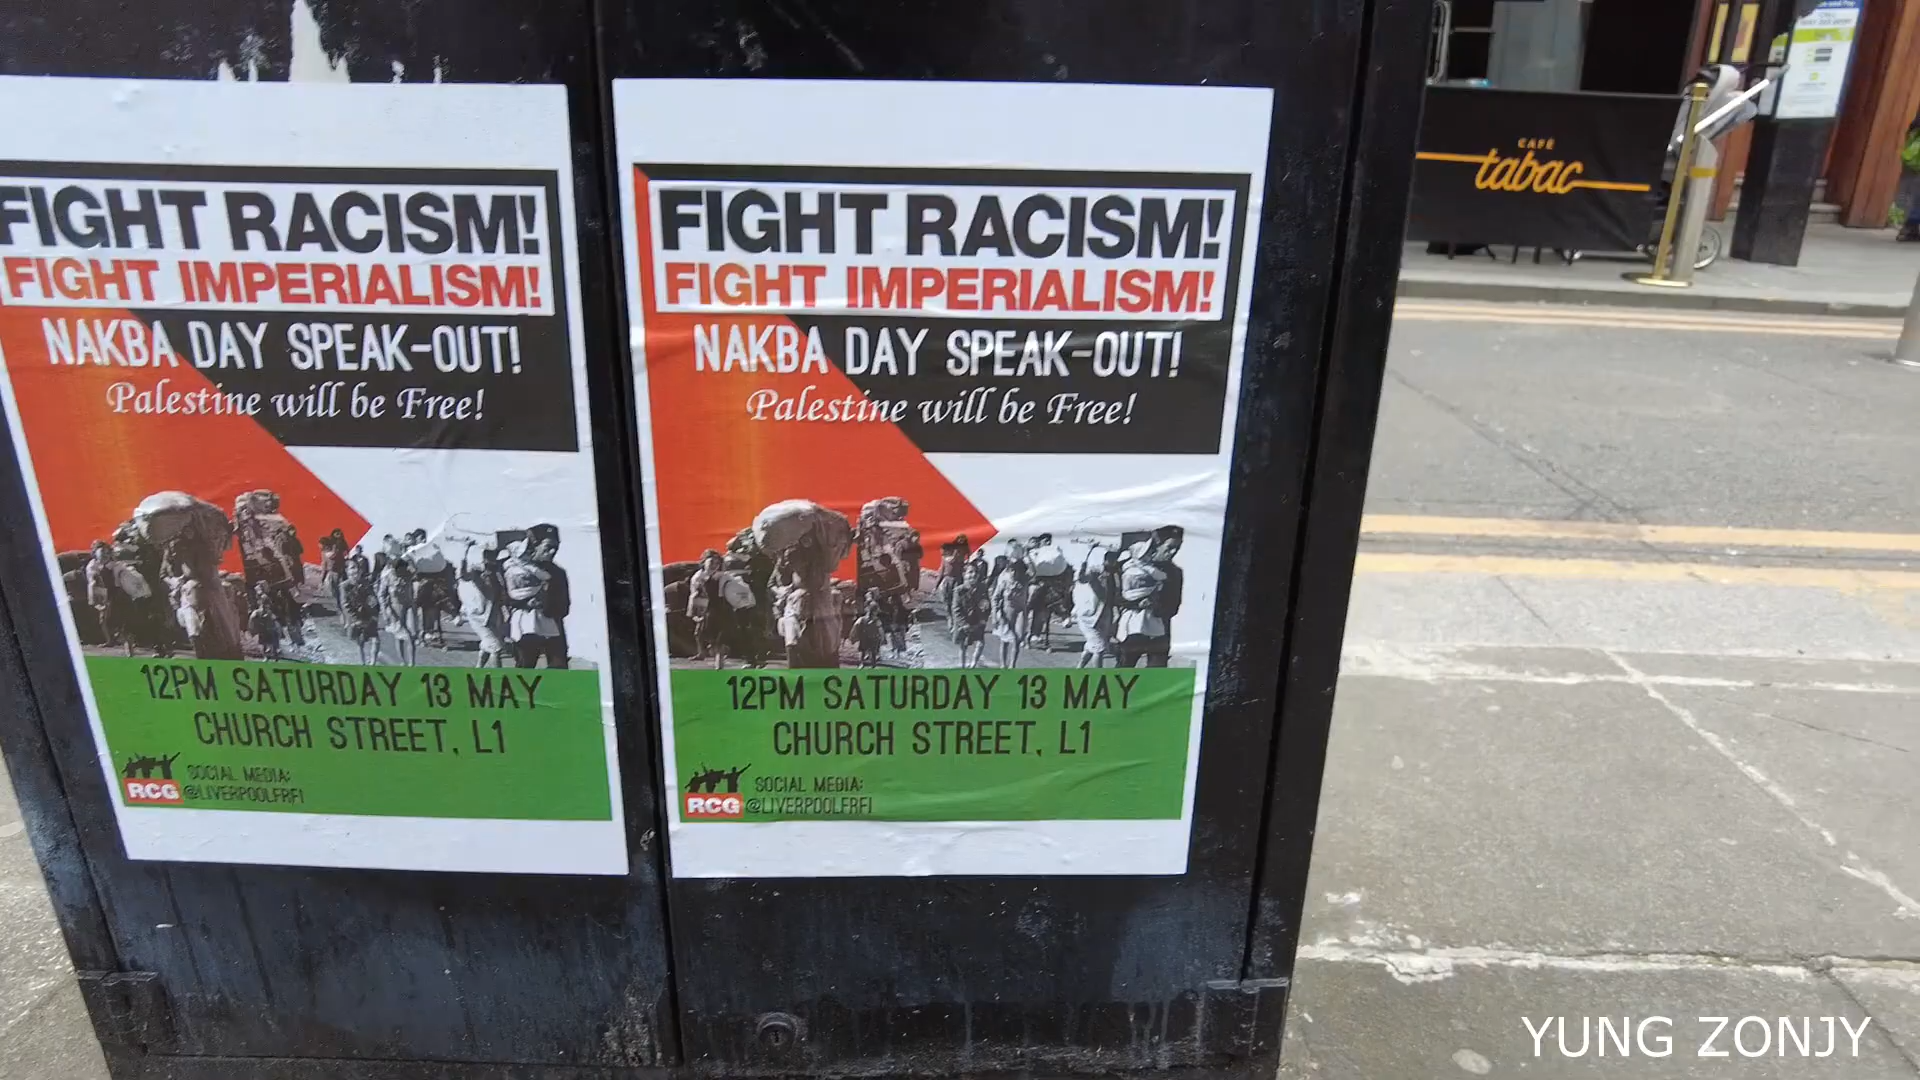 FIGHT RACISM!
FIGHT IMPERIALISM!
NAKBA DAY SPEAK-OUT!
Palestine will be Free!
12PM SATURDAY 13 MAY
CHURCH STREET, L1
RCG
SOCIAL MEDIA:
@LIVERPOOLFRFI
FIGHT RACISM!
FIGHT IMPERIALISM!
NAKBA DAY SPEAK-OUT!
Palestine will be Free!
12PM SATURDAY 13 MAY
CHURCH STREET, L1
RCG
SOCIAL MEDIA:
@LIVERPOOLFRFI
CAFÉ
tabac
YUNG ZONJY